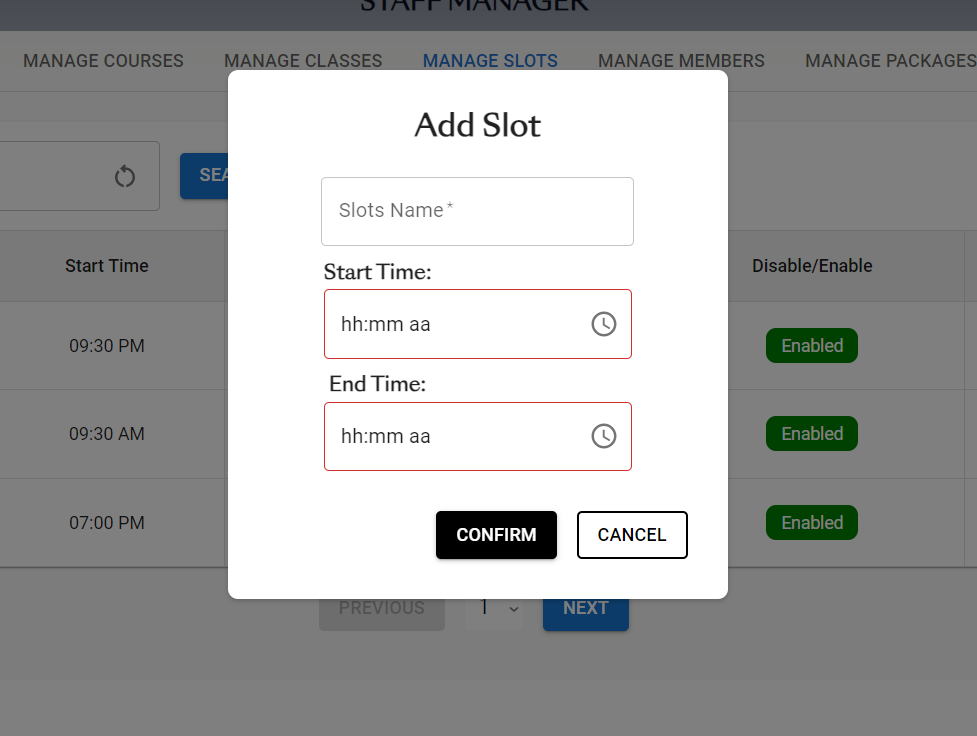 STAFF MANAGER
MANAGE COURSES MANAGE CLASSES MANAGE SLOTS MANAGE MEMBERS MANAGE PACKAGES
Add Slot
SEA
Slots Name *
Start Time Disable/Enable
Start Time:
hh:mm aa
09:30 PM Enabled
End Time:
hh:mm aa
09:30 AM Enabled
07:00 PM Enabled
CONFIRM CANCEL
PREVIOUS 1 NEXT